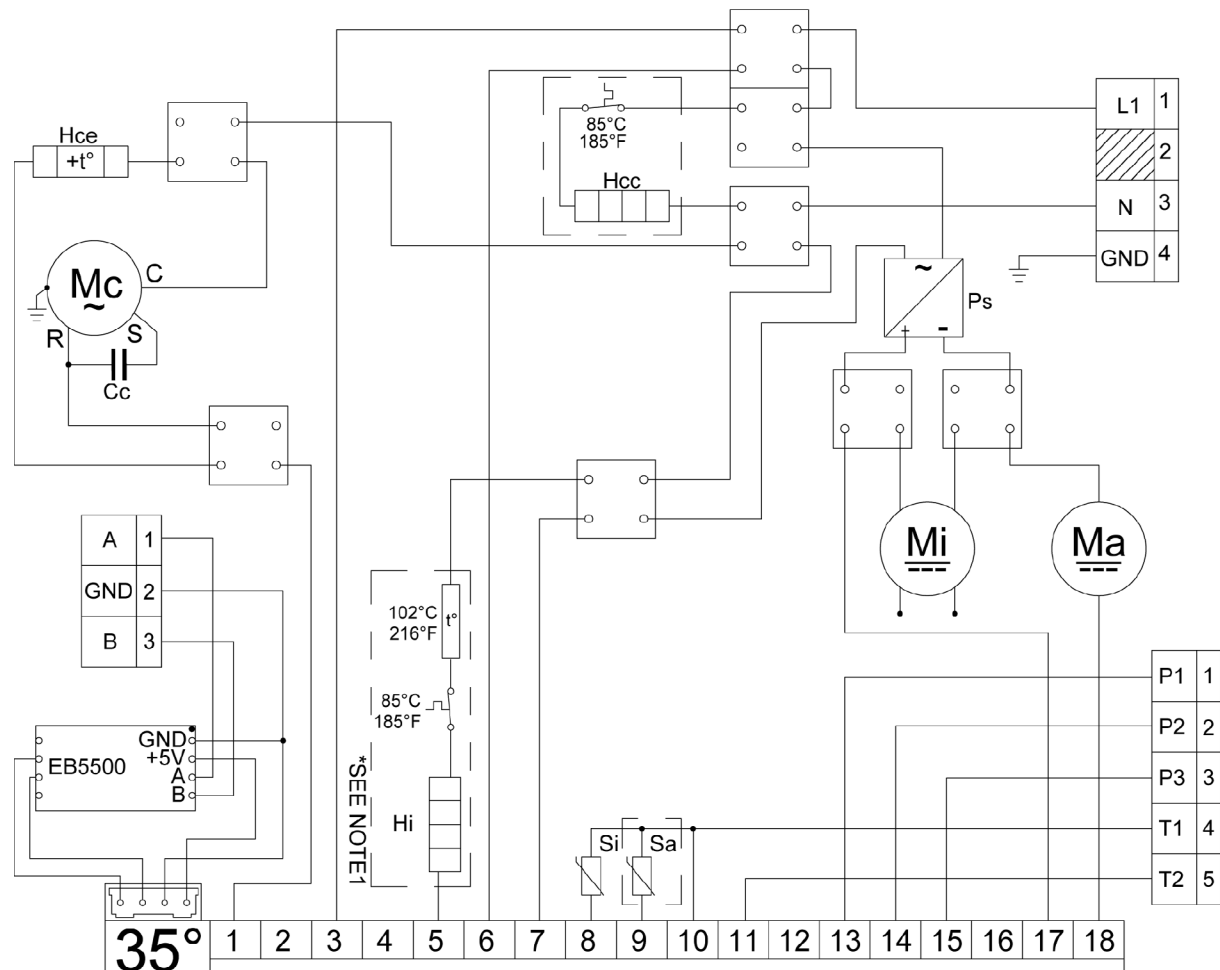 L1 1
2
N 3
GND 4
85°C
185°F
Hcc
Hce
+t°
Mc
~
C
R
S
Cc
~
+ -
Ps
Mi
Ma
A 1
GND 2
B 3
102°C
216°F
t°
85°C
185°F
Hi
*SEE NOTE1
EB5500
GND
+5V
A
B
Si
Sa
P1 1
P2 2
P3 3
T1 4
T2 5
35° 1 2 3 4 5 6 7 8 9 10 11 12 13 14 15 16 17 18